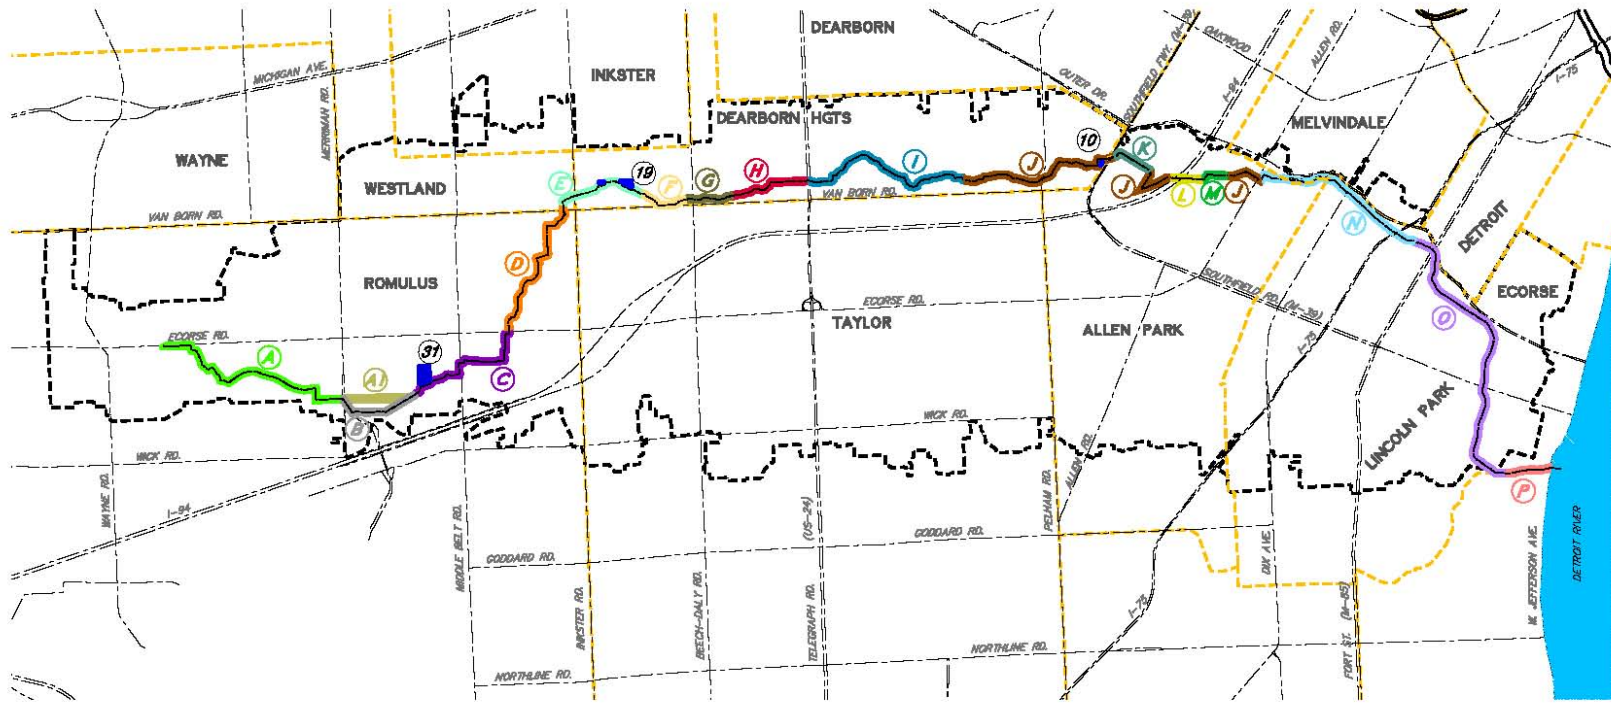 DEARBORN
OAKWOOD
ALLEN RD.
I-75
MICHIGAN AVE.
INKSTER
OUTER DR.
SOUTHFIELD FWY. (M-39)
I-94
MERRIMAN RD.
DEARBORN HGTS
MELVINDALE
WAYNE
10
K
WESTLAND
E
19
F
G
H
I
J
J
L
M
J
VAN BORN RD.
VAN BORN RD.
N
DETROIT
D
ROMULUS
SOUTHFIELD RD. (M-39)
ECORSE
ECORSE RD.
TAYLOR
ALLEN PARK
O
ECORSE RD.
I-75
A
31
A1
C
B
WICK RD.
LINCOLN PARK
WICK RD.
ALLEN RD.
PELHAM RD.
P
WAYNE RD.
I-94
MIDDLE BELT RD.
(US-24)
GODDARD RD.
GODDARD RD.
DIX AVE.
W. JEFFERSON AVE.
DETROIT RIVER
INKSTER RD.
BEECH-DALY RD.
TELEGRAPH RD.
I-75
FORT ST. (M-85)
NORTHLINE RD.
NORTHLINE RD.